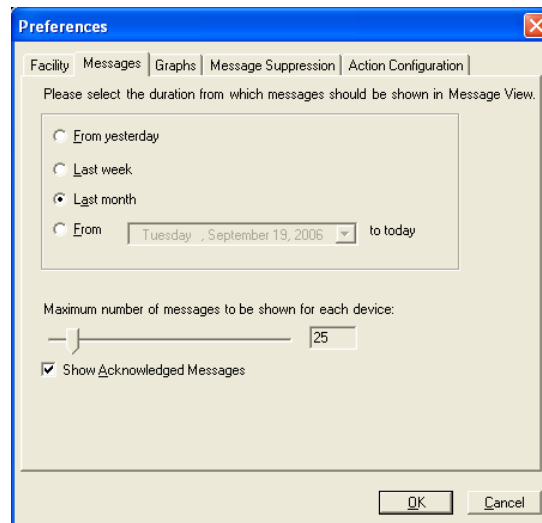 Preferences
Facility Messages Graphs Message Suppression Action Configuration
Please select the duration from which messages should be shown in Message View.
From yesterday
Last week
Last month
From Tuesday , September 19, 2006 to today
Maximum number of messages to be shown for each device:
25
Show Acknowledged Messages
OK Cancel